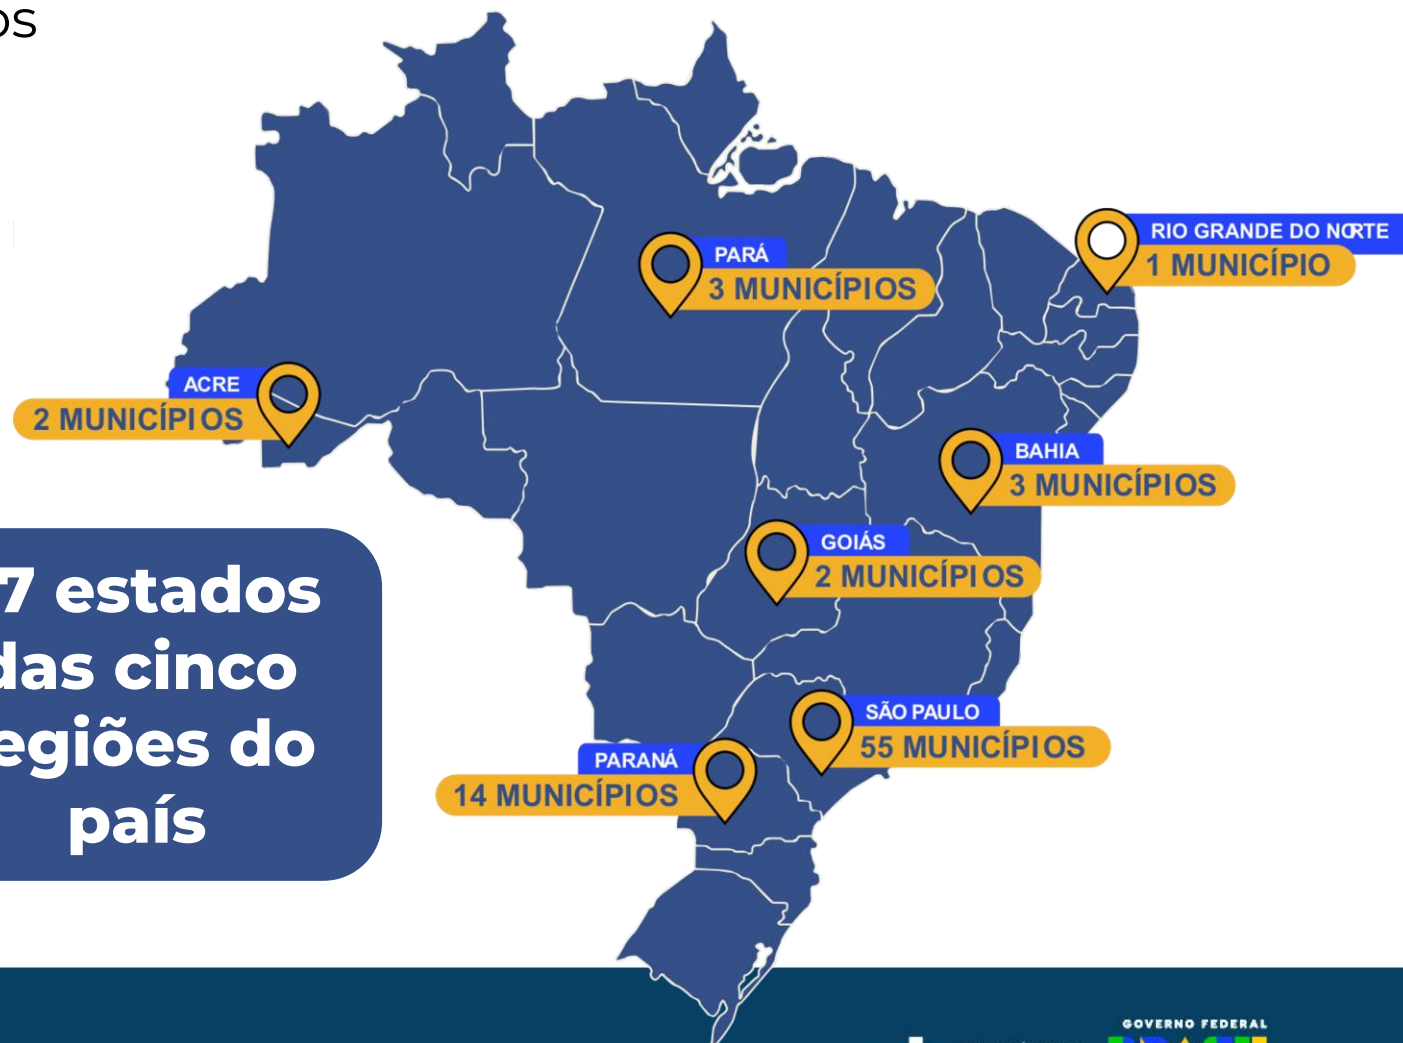 os
RIO GRANDE DO NORTE
1 MUNICÍPIO
PARÁ
3 MUNICÍPIOS
ACRE
2 MUNICÍPIOS
BAHIA
3 MUNICÍPIOS
GOIÁS
2 MUNICÍPIOS
7 estados
das cinco
egiões do
país
SÃO PAULO
55 MUNICÍPIOS
PARANÁ
14 MUNICÍPIOS
GOVERNO FEDERAL